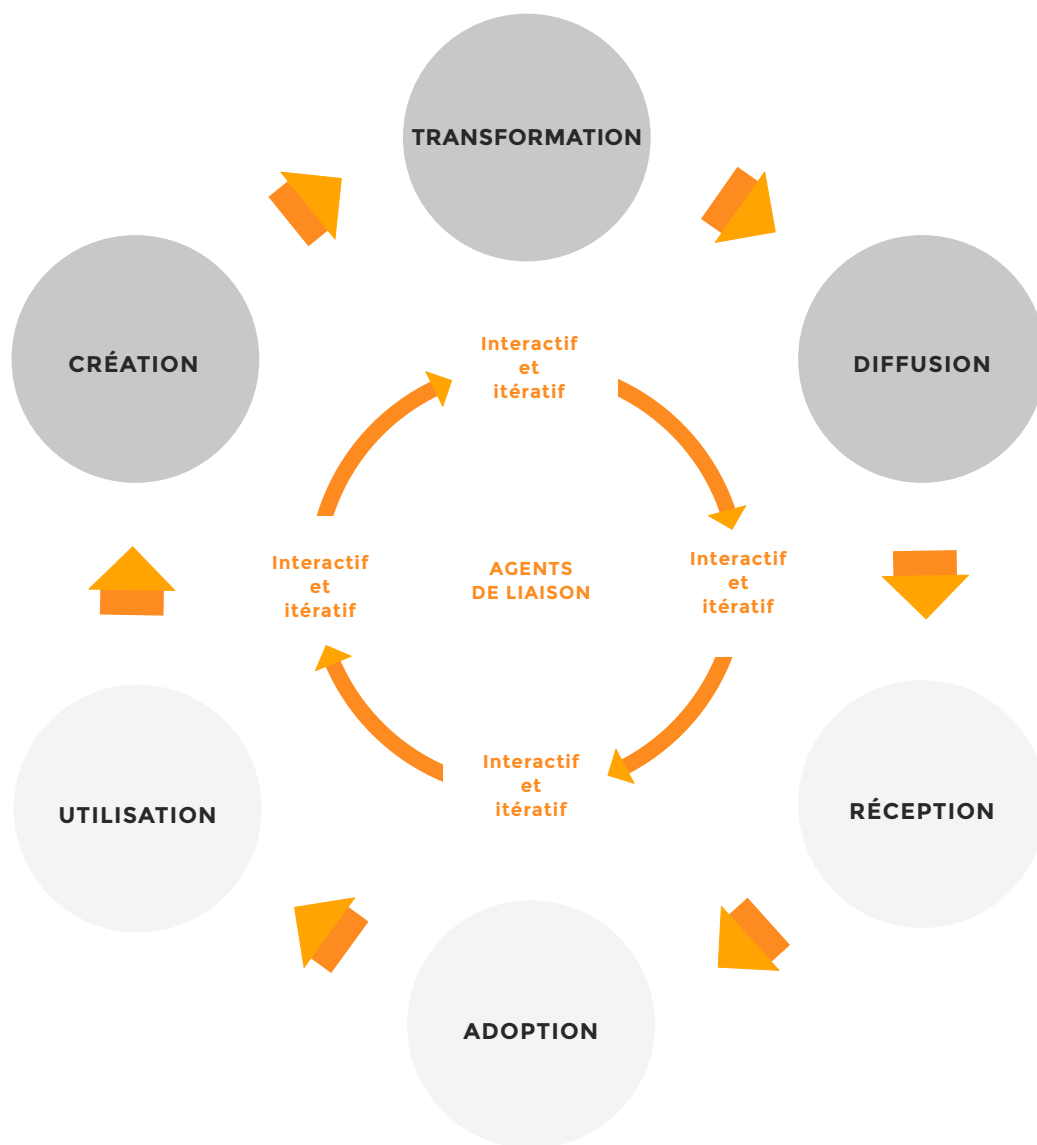 TRANSFORMATION
CRÉATION
DIFFUSION
Interactif
et
itératif
Interactif
et
itératif
AGENTS
DE LIAISON
Interactif
et
itératif
Interactif
et
itératif
UTILISATION
RÉCEPTION
ADOPTION